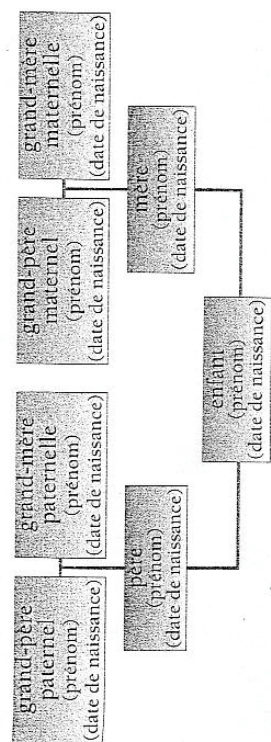 grand-père
paternel
(prénom)
(date de naissance)
grand-mère
paternelle
(prénom)
(date de naissance)
grand-père
maternel
(prénom)
(date de naissance)
grand-mère
maternelle
(prénom)
(date de naissance)
père
(prénom)
(date de naissance)
mère
(prénom)
(date de naissance)
enfant
(prénom)
(date de naissance)